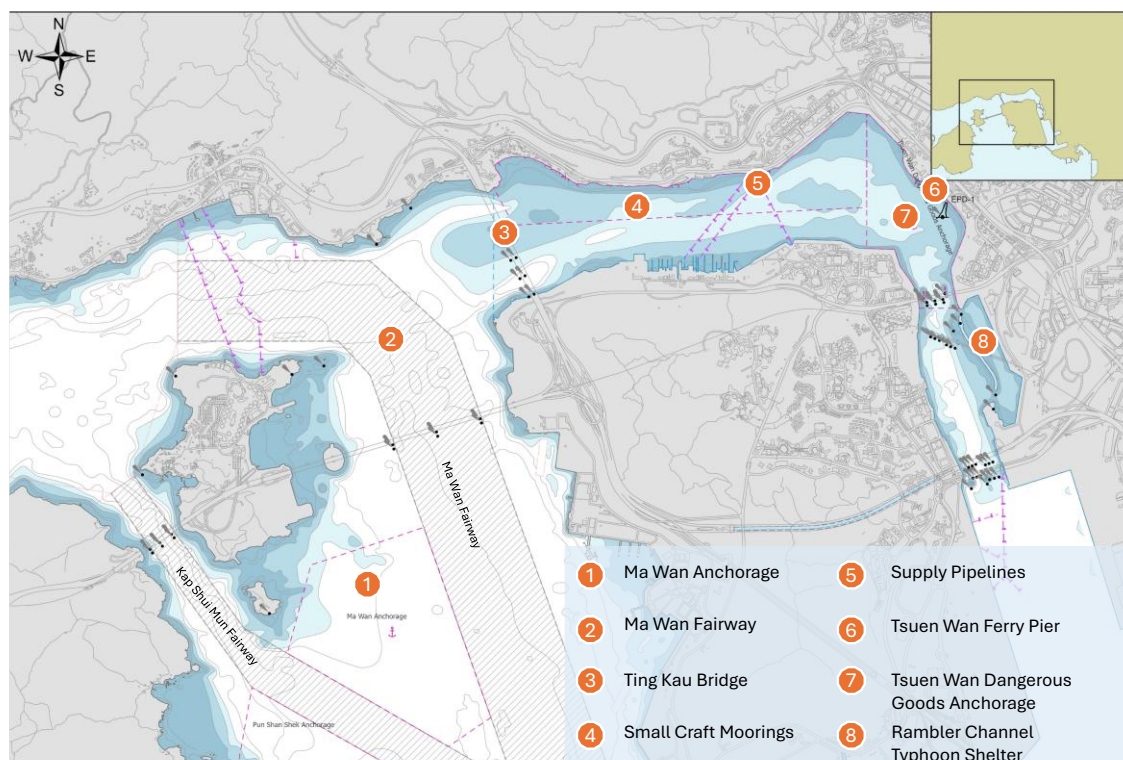 N
W E
S
EPD-1
6
5
7
4
3
8
2
Ma Wan Fairway
1
Ma Wan Anchorage
Kap Shui Mun Fairway
Pun Shan Shek Anchorage
1 Ma Wan Anchorage
5 Supply Pipelines
2 Ma Wan Fairway
6 Tsuen Wan Ferry Pier
3 Ting Kau Bridge
7 Tsuen Wan Dangerous
Goods Anchorage
4 Small Craft Moorings
8 Rambler Channel
Typhoon Shelter